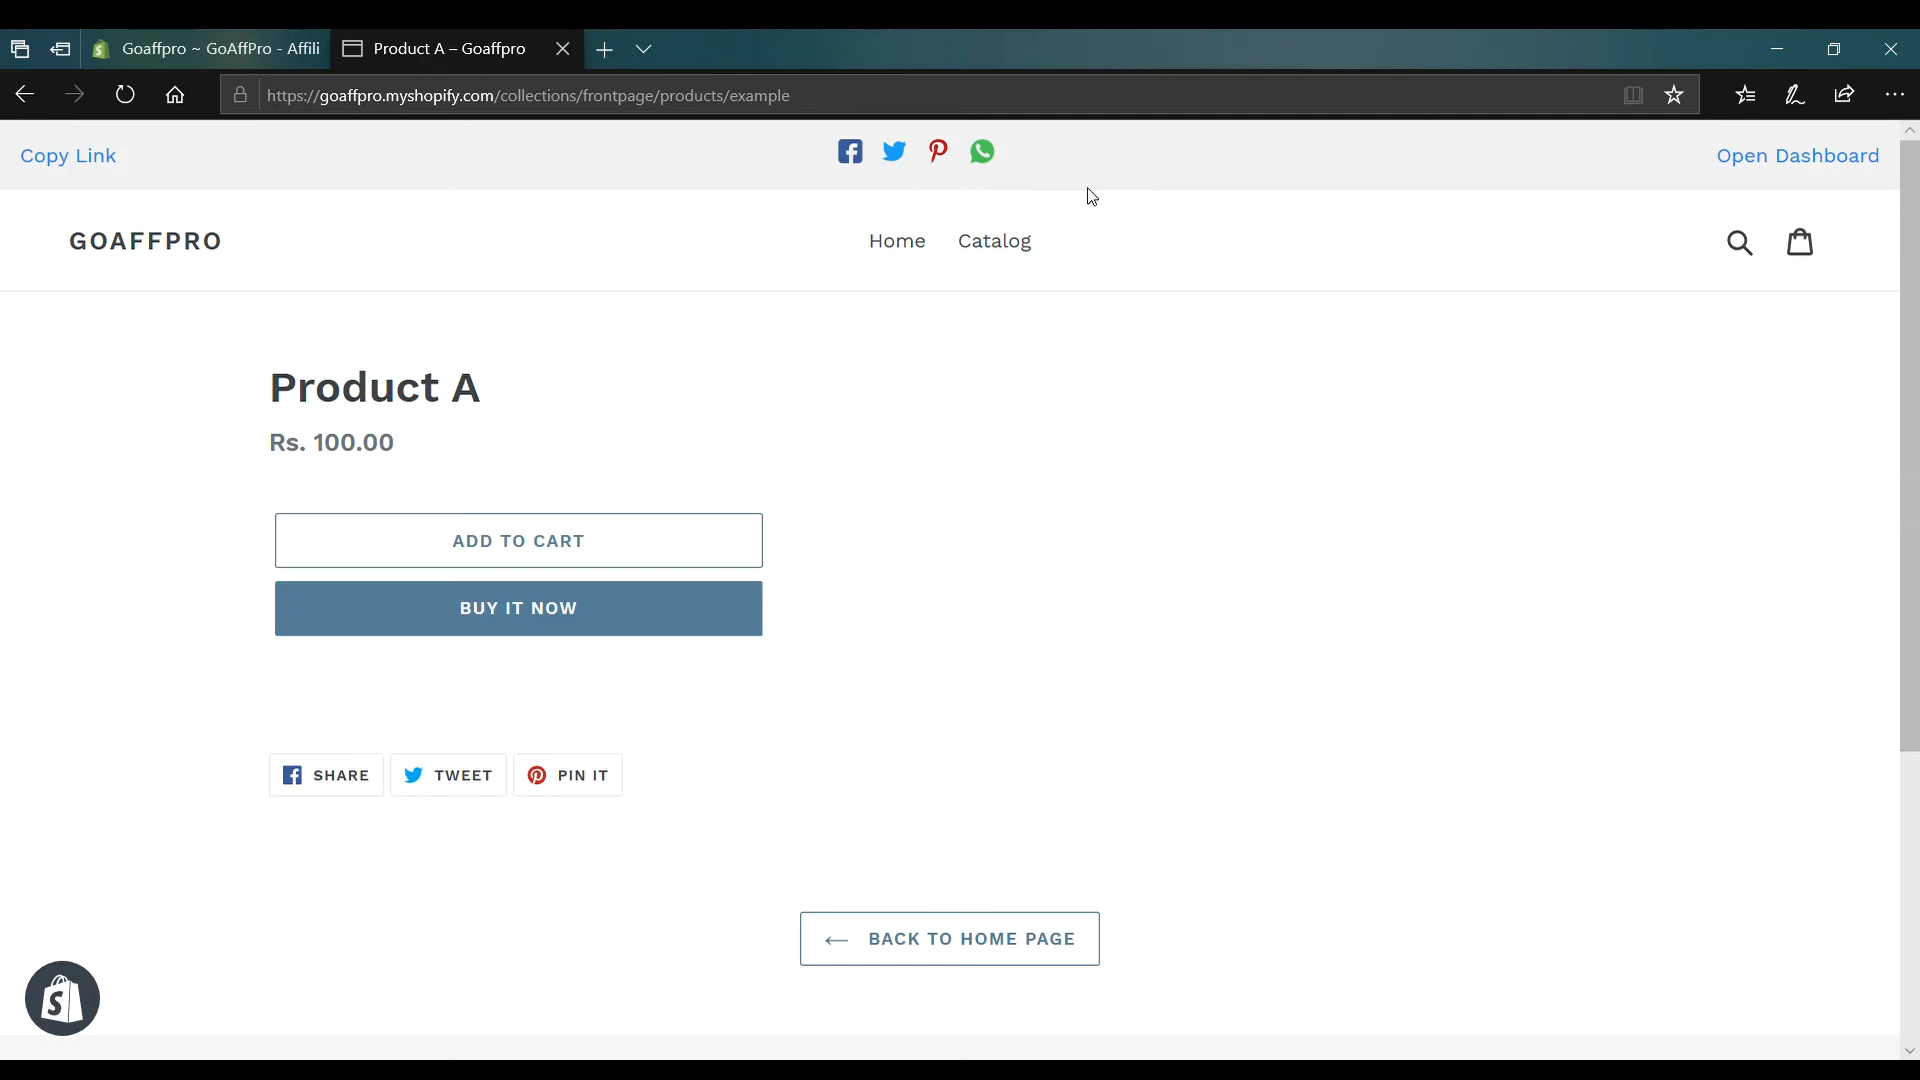 Goaffpro ~ GoAffPro - Affili
Product A – Goaffpro
https://goaffpro.myshopify.com/collections/frontpage/products/example
Copy Link
Open Dashboard
GOAFFPRO
Home
Catalog
Product A
Rs. 100.00
ADD TO CART
BUY IT NOW
SHARE
TWEET
PIN IT
BACK TO HOME PAGE